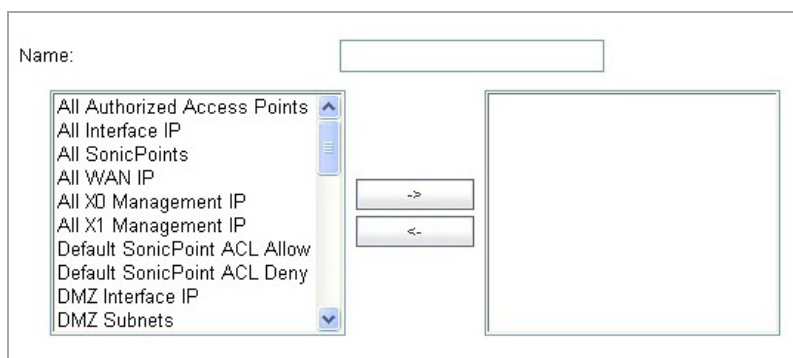 Name:
All Authorized Access Points
All Interface IP
All SonicPoints
All WAN IP
All X0 Management IP
All X1 Management IP
Default SonicPoint ACL Allow
Default SonicPoint ACL Deny
DMZ Interface IP
DMZ Subnets
->
<-